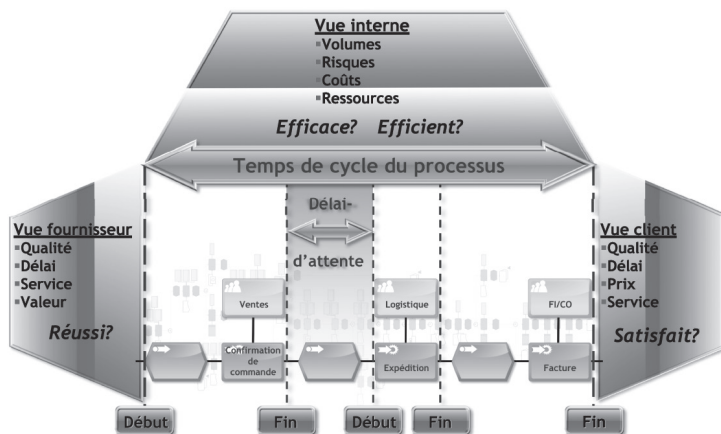 Vue interne
▪Volumes
▪Risques
▪Coûts
▪Ressources
Efficace? Efficient?
Temps de cycle du processus
Délai-
d’attente
Vue fournisseur
▪Qualité
▪Délai
▪Service
▪Valeur
Réussi?
Vue client
▪Qualité
▪Délai
▪Prix
▪Service
Satisfait?
Ventes
Logistique
FI/CO
Confirmation
de
commande
Expédition
Facture
Début
Fin
Début
Fin
Fin